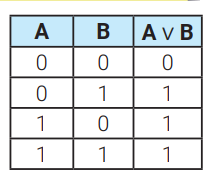 A B A ∨ B
0 0 0
0 1 1
1 0 1
1 1 1